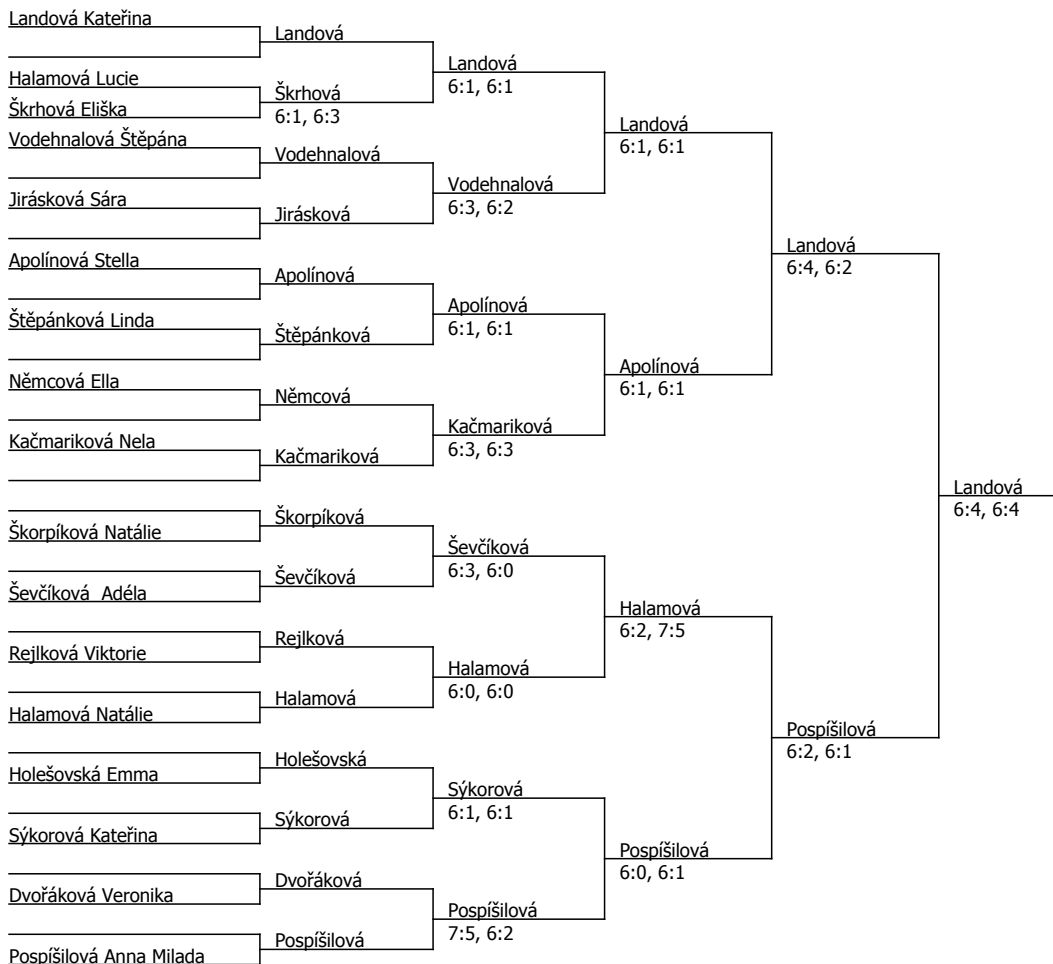 Landová Kateřina
Halamová Lucie
Škrhová Eliška
Vodehnalová Štěpána
Jirásková Sára
Apolínová Stella
Štěpánková Linda
Němcová Ella
Kačmariková Nela
Škorpíková Natálie
Ševčíková  Adéla
Rejlková Viktorie
Halamová Natálie
Holešovská Emma
Sýkorová Kateřina
Dvořáková Veronika
Pospíšilová Anna Milada
Landová
Škrhová
6:1, 6:3
Vodehnalová
Jirásková
Apolínová
Štěpánková
Němcová
Kačmariková
Škorpíková
Ševčíková
Rejlková
Halamová
Holešovská
Sýkorová
Dvořáková
Pospíšilová
Landová
6:1, 6:1
Vodehnalová
6:3, 6:2
Apolínová
6:1, 6:1
Kačmariková
6:3, 6:3
Ševčíková
6:3, 6:0
Halamová
6:0, 6:0
Sýkorová
6:1, 6:1
Pospíšilová
7:5, 6:2
Landová
6:1, 6:1
Apolínová
6:1, 6:1
Halamová
6:2, 7:5
Pospíšilová
6:0, 6:1
Landová
6:4, 6:2
Pospíšilová
6:2, 6:1
Landová
6:4, 6:4